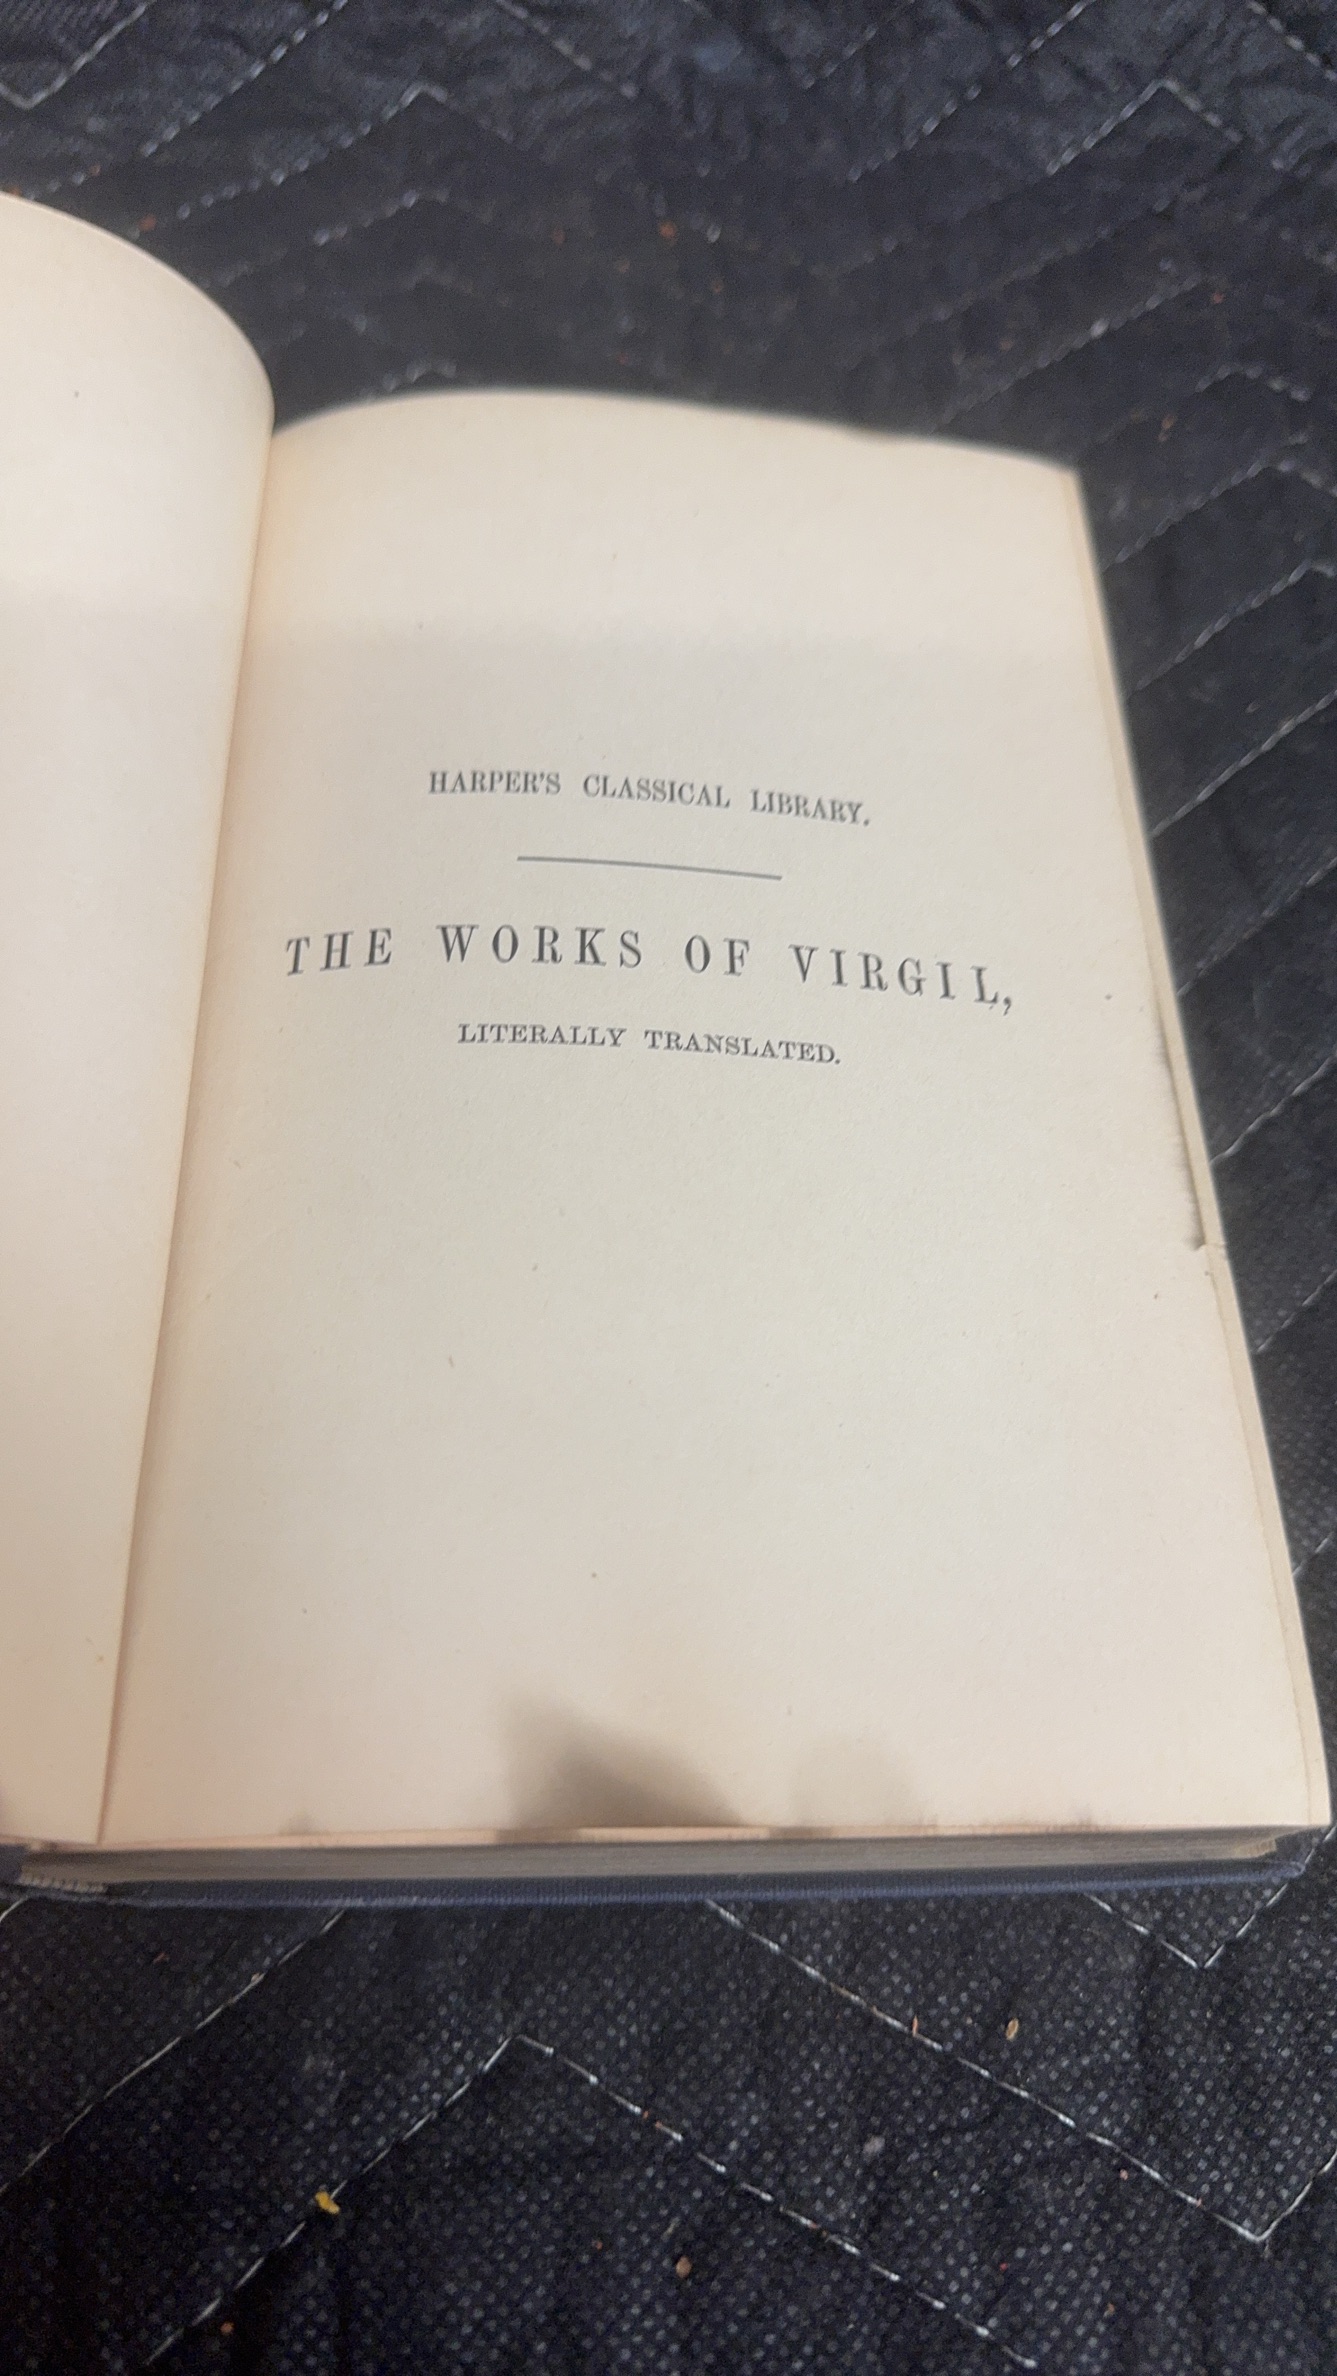 HARPER'S CLASSICAL LIBRARY.
THE WORKS OF VIRGIL,
LITERALLY TRANSLATED.